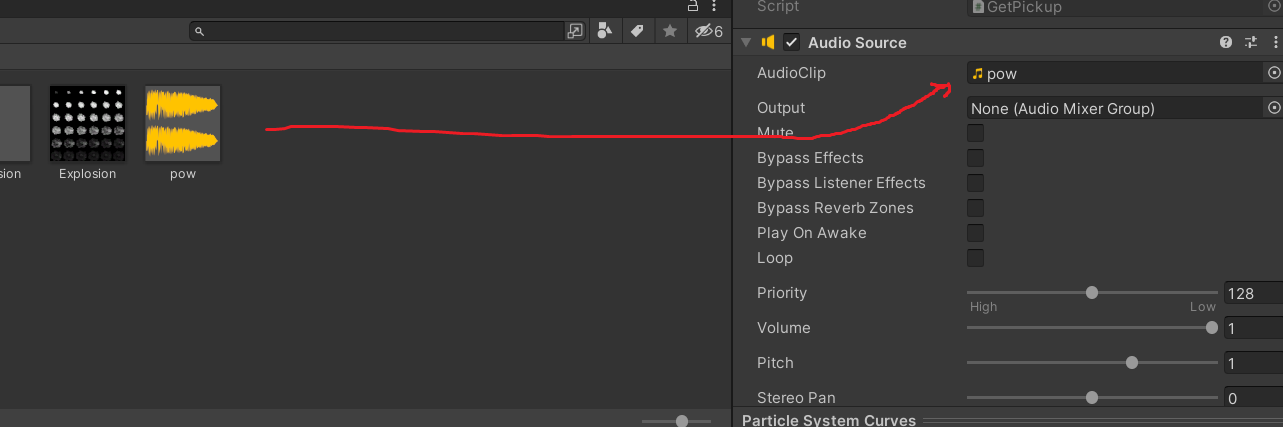 Script
GetPickup
6
Audio Source
AudioClip
pow
Output
None (Audio Mixer Group)
Mute
Bypass Effects
Bypass Listener Effects
Bypass Reverb Zones
Play On Awake
Loop
Priority
128
High
Low
Volume
1
Pitch
1
Stereo Pan
0
Particle System Curves
sion
Explosion
pow